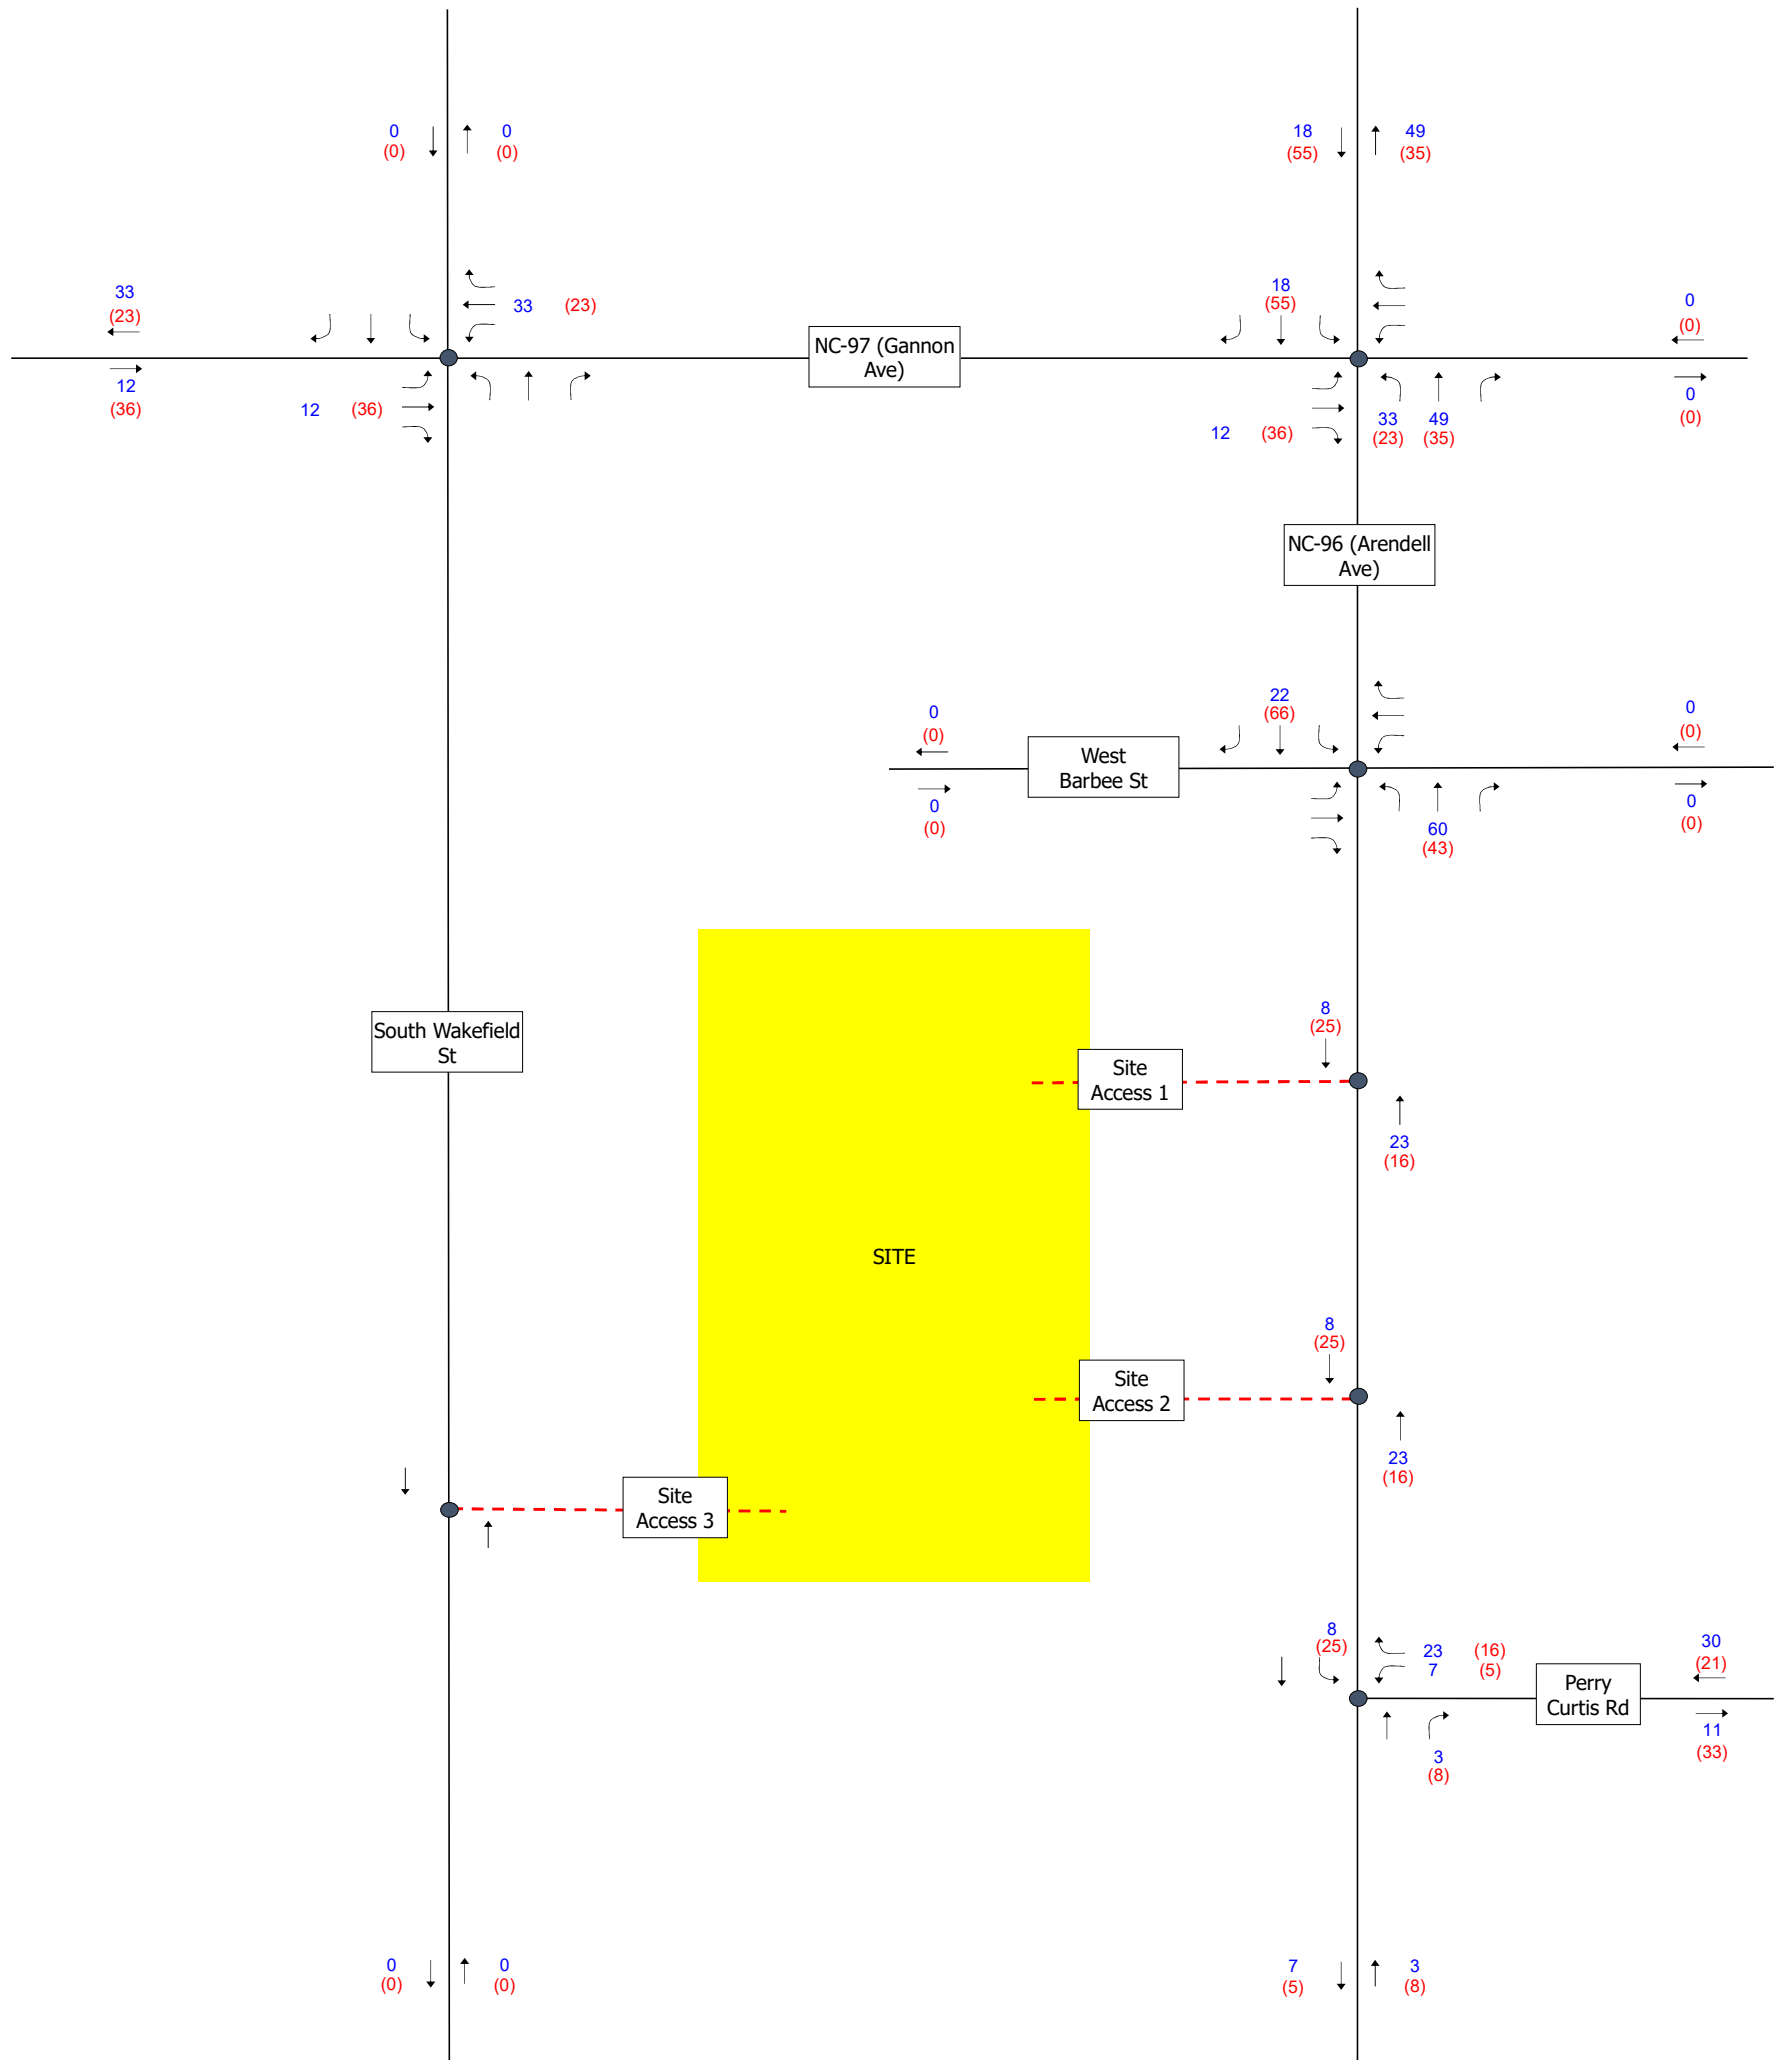 0 0 18 49
(0) (0) (55) (35)
33 18 0
(23) 33 (23) (55) (0)
NC-97 (Gannon
Ave)
12 0
(36) 12 (36) 12 (36) 33 49 (0)
(23) (35)
NC-96 (Arendell
Ave)
0 22 0
(0) (66) (0)
West
Barbee St
0 0
(0) (0)
60
(43)
8
(25)
South Wakefield
St
Site
Access 1
23
(16)
SITE
8
(25)
Site
Access 2
23
(16)
Site
Access 3
8 23 (16) 30
(25) 7 (5) (21)
Perry
Curtis Rd
11
(33)
3
(8)
0 0 7 3
(0) (0) (5) (8)